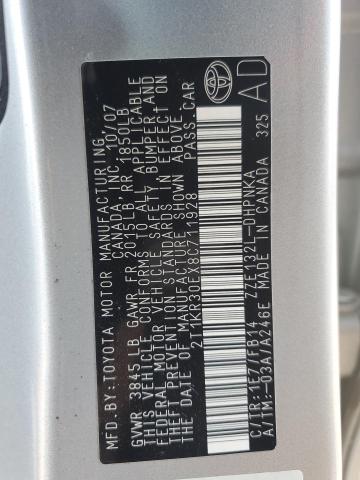 MFD.BY:TOYOTA MOTOR MANUFACTURING
CANADA,INC. 10/07
GVWR 3845 LB GAWR FR 2015LB RR 1850LB
THIS VEHICLE CONFORMS TO ALL APPLICABLE
FEDERAL MOTOR VEHICLE SAFETY BUMPER,AND
THEFT PREVENTION STANDARDS IN EFFECT ON
THE DATE OF MANUFACTURE SHOWN ABOVE.
2T1KR30EX8C711928 PASS.CAR
C/TR:1E7/FB14 ZZE132L-DHPNKA
A/TM:-03A/A246E MADE IN CANADA 325
AD